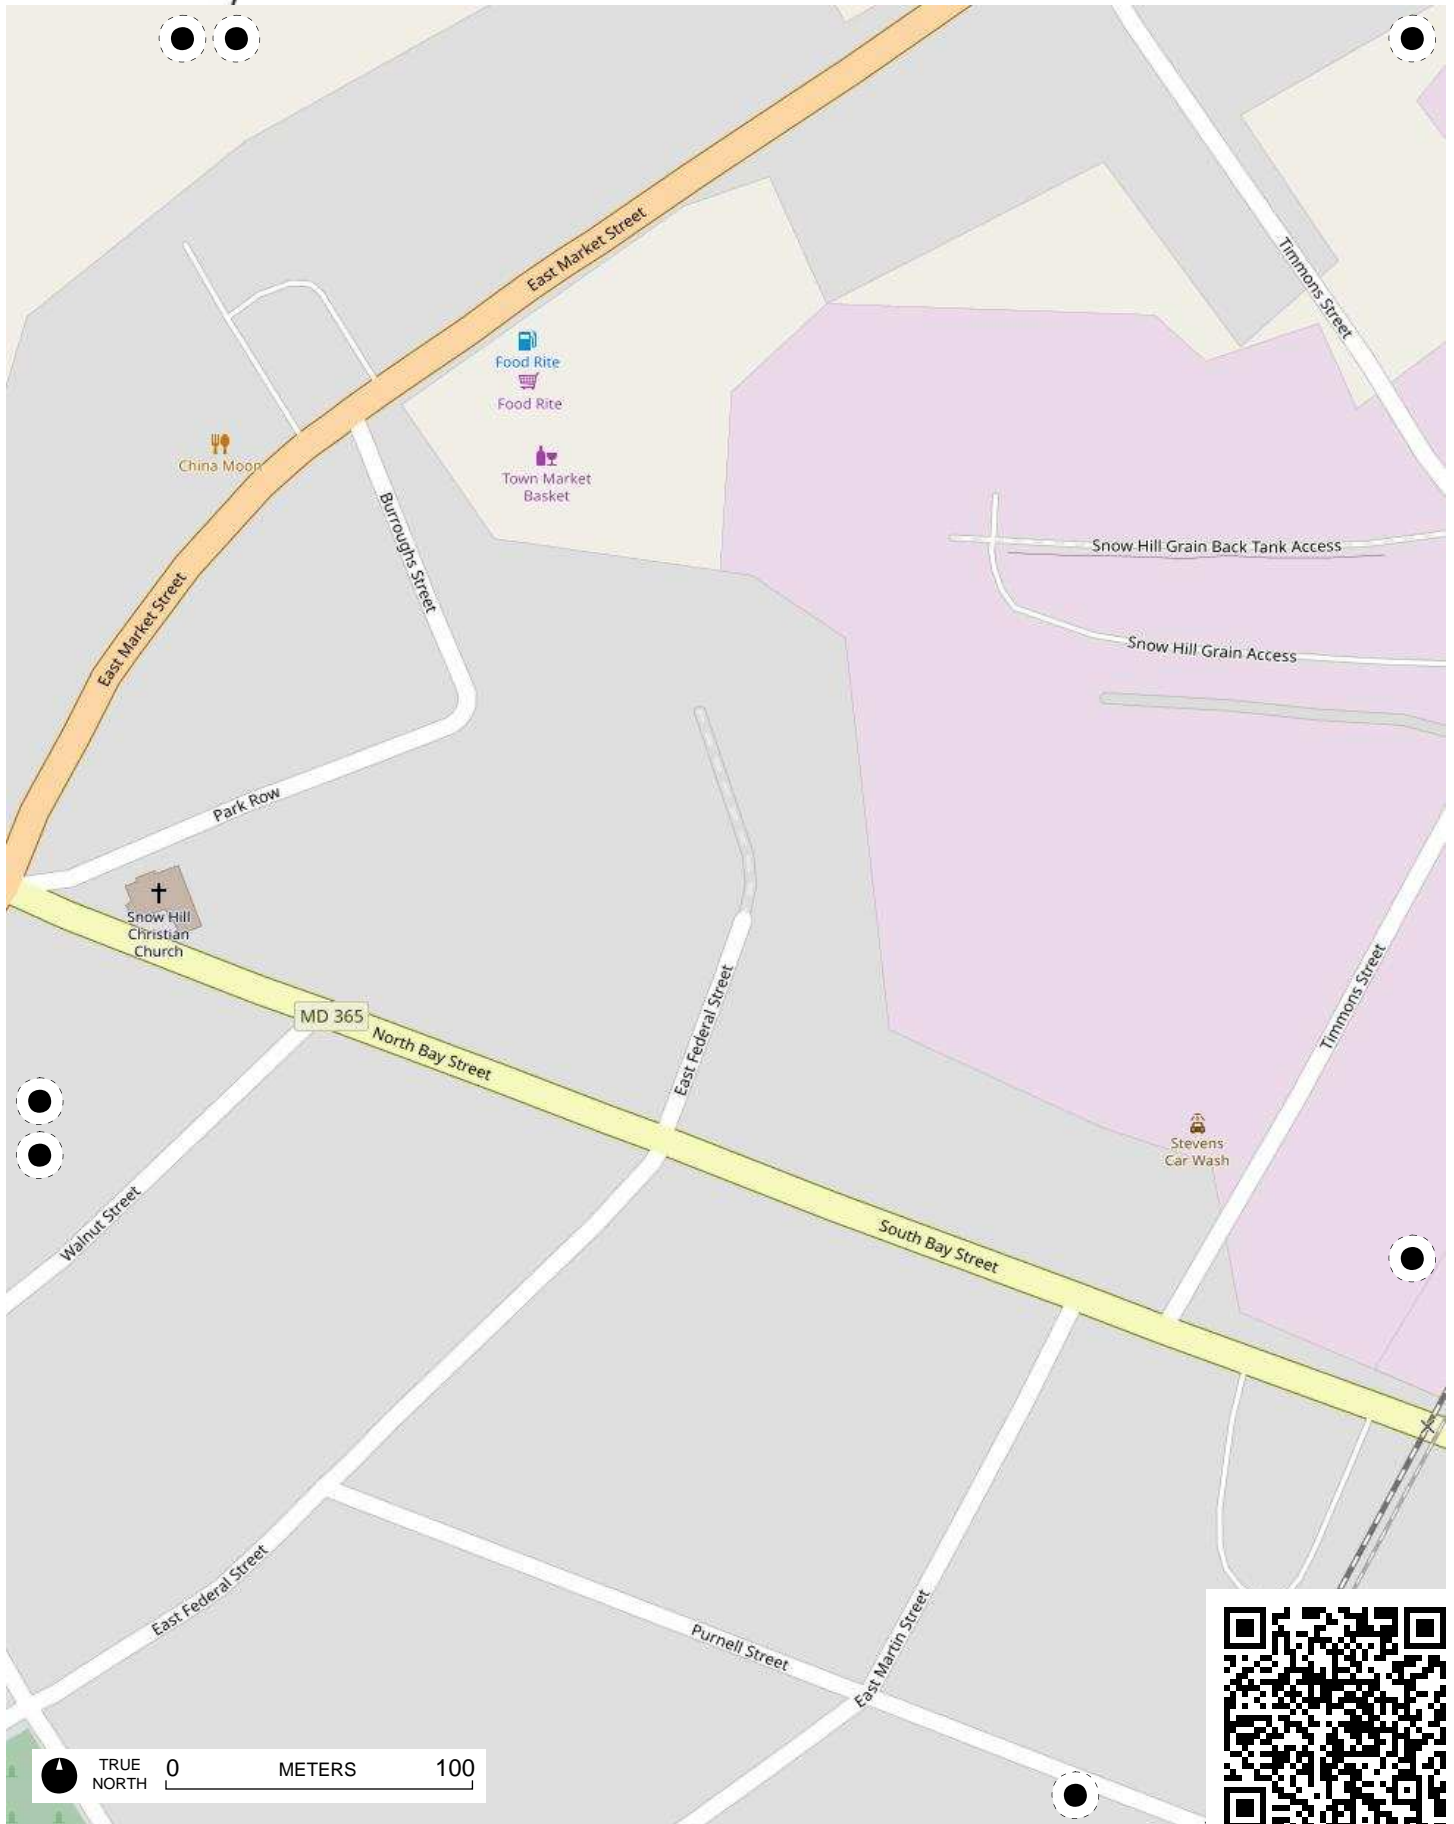 East Market Street
Timmons Street
Food Rite
Food Rite
China Moon
Town Market
Basket
Burroughs Street
Snow Hill Grain Back Tank Access
East Market Street
Snow Hill Grain Access
Park Row
Snow Hill
Christian
Church
Timmons Street
East Federal Street
MD 365
North Bay Street
Stevens
Car Wash
Walnut Street
South Bay Street
East Federal Street
Purnell Street
East Martin Street
TRUE
NORTH
0 METERS 100